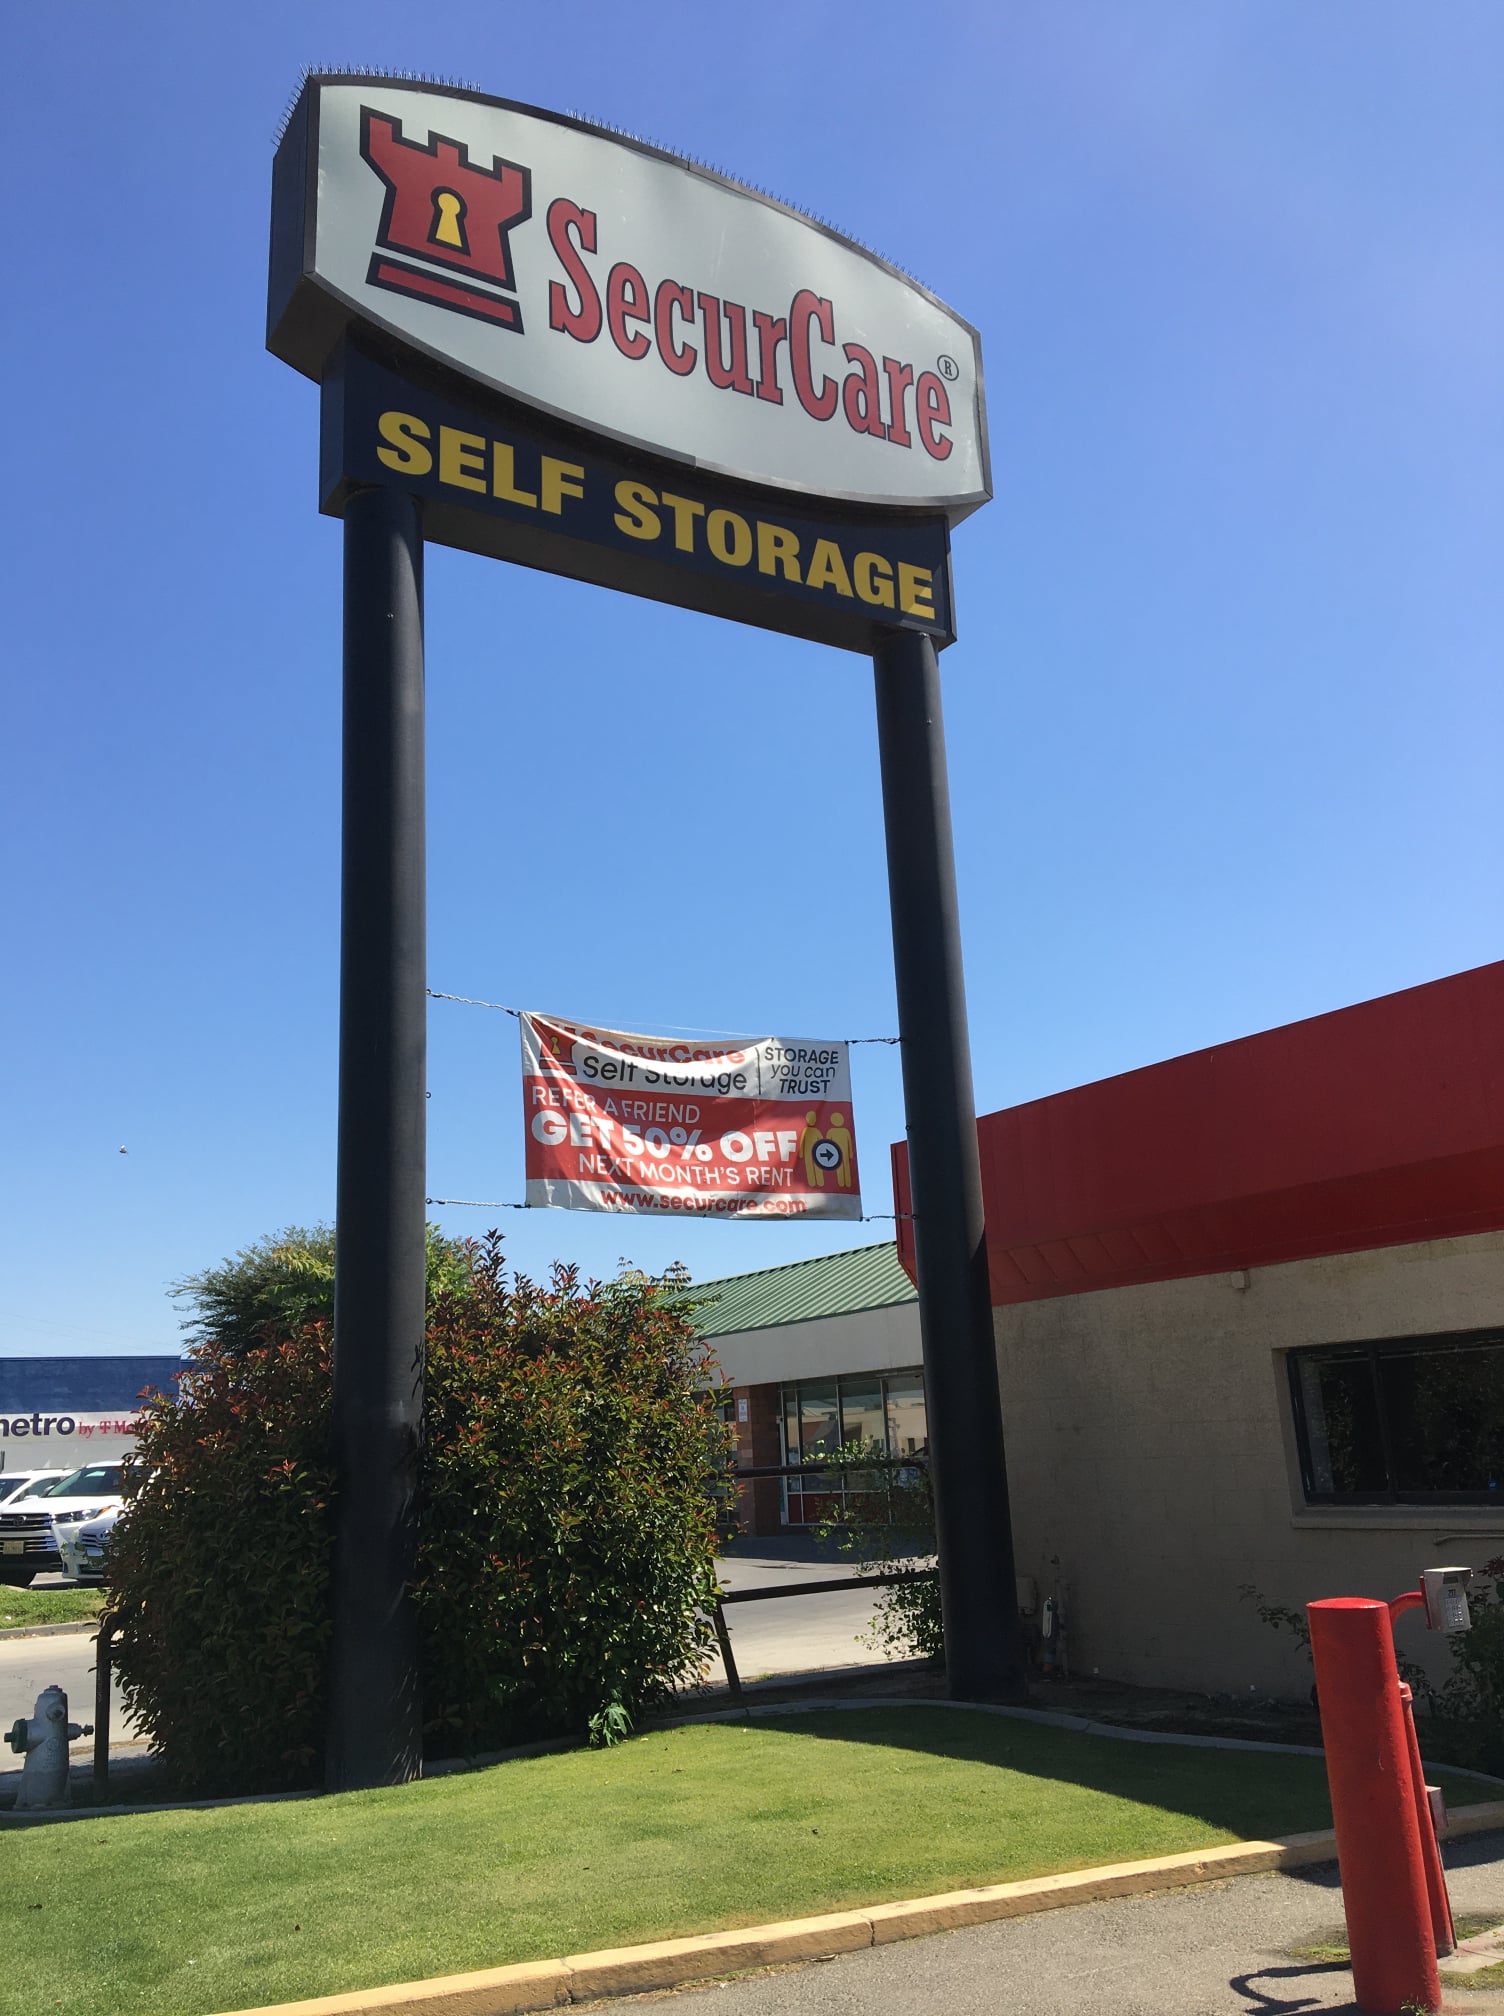 SecurCare®
SELF STORAGE
SecurCare
Self Storage
STORAGE
you can
TRUST
REFER A FRIEND
GET 50% OFF
NEXT MONTH'S RENT
www.securcare.com
metro by T-Mo